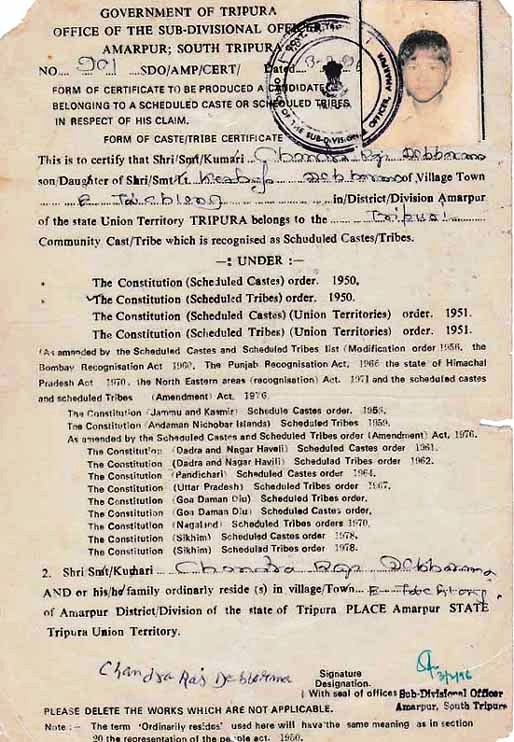 GOVERNMENT OF TRIPURA
OFFICE OF THE SUB-DIVISIONAL OFFICER,
AMARPUR; SOUTH TRIPURA
NO.... 901 ....SDO/AMP/CERT/ Dated....
FORM OF CERTIFICATE TO BE PRODUCED A CANDIDATE
BELONGING TO A SCHEDULED CASTE OR SCHEDULED TRIBES
IN RESPECT OF HIS CLAIM.
OFFICE OF THE SUB-DIVISIONAL OFFICER, AMARPUR
FORM OF CASTE/TRIBE CERTIFICATE
This is to certify that Shri/Smt/Kumari ...Chandra Raj Debbarma
son/Daughter of Shri/Smt... Debbarma of Village Town
in/District/Division Amarpur
of the state Union Territory TRIPURA belongs to the ....Tripuri....
Community Cast/Tribe which is recognised as Schuduled Castes/Tribes.
—: UNDER :—
The Constitution (Scheduled Castes) order. 1950,
✓The Constitution (Scheduled Tribes) order. 1950.
The Constitution (Scheduled Castes) (Union Territories) order. 1951.
The Constitution (Scheduled Tribes) (Union Territories) order. 1951.
(As amended by the Scheduled Castes and Scheduled Tribes list (Modification order 1956, the
Bombay Recognisation Act 1960, The Punjab Recognisation Act, 1966 the state of Himachal
Pradesh Act 1970, the North Eastern areas (recognisation) Act. 1971 and the scheduled castes
and scheduled Tribes (Amendment) Act, 1976
The Constitution (Jammu and Kasmir) Schedule Castes order. 1956,
The Constitution (Andaman Nichobar Islands) Scheduled Tribes 1959.
As amended by the Scheduled Castes and Scheduled Tribes order (Amendment) Act, 1976.
The Constitution (Dadra and Nagar Haveli) Scheduled Castes order 1961.
The Constitution (Dadra and Nagar Havili) Scheduled Tribes order 1962.
The Constitution (Pandichari) Scheduled Castes order 1964.
The Constitution (Uttar Pradesh) Scheduled Tribes order 1967,
The Constitution (Goa Daman Diu) Scheduled Tribes order.
The Constitution (Goa Daman Diu) Scheduled Castes order,
The Constitution (Nagaland) Scheduled Tribes orders 1970.
The Constitution (Sikhim) Scheduled Castes order 1978,
The Constitution (Sikhim) Scheduled Tribes order 1978.
2. Shri Smt/Kumhari ...Chandra Raj Debbarma
AND or his/he family ordinarily reside (s) in village/Town...
of Amarpur District/Division of the state of Tripura PLACE Amarpur STATE
Tripura Union Territory.
Chandra Raj Debbarma
Signature
Designation.
3/2/96
( With seal of offices Sub-Divisional Officer
Amarpur, South Tripura
PLEASE DELETE THE WORKS WHICH ARE NOT APPLICABLE.
Note :- The term 'Ordinarily resides' used here will have the same meaning as in section
20 the representation of the people act. 1950.